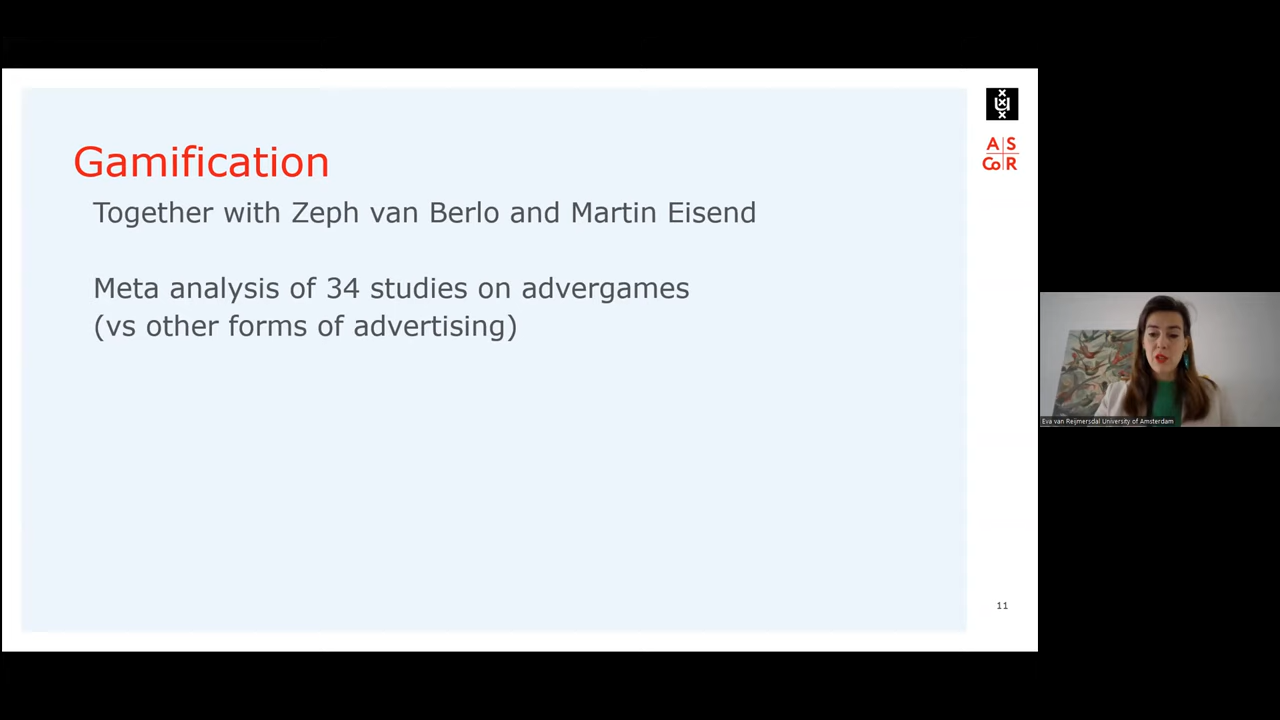 Gamification
Together with Zeph van Berlo and Martin Eisend
Meta analysis of 34 studies on advergames
(vs other forms of advertising)
A S
Co R
11
Eva van Reijmersdal University of Amsterdam